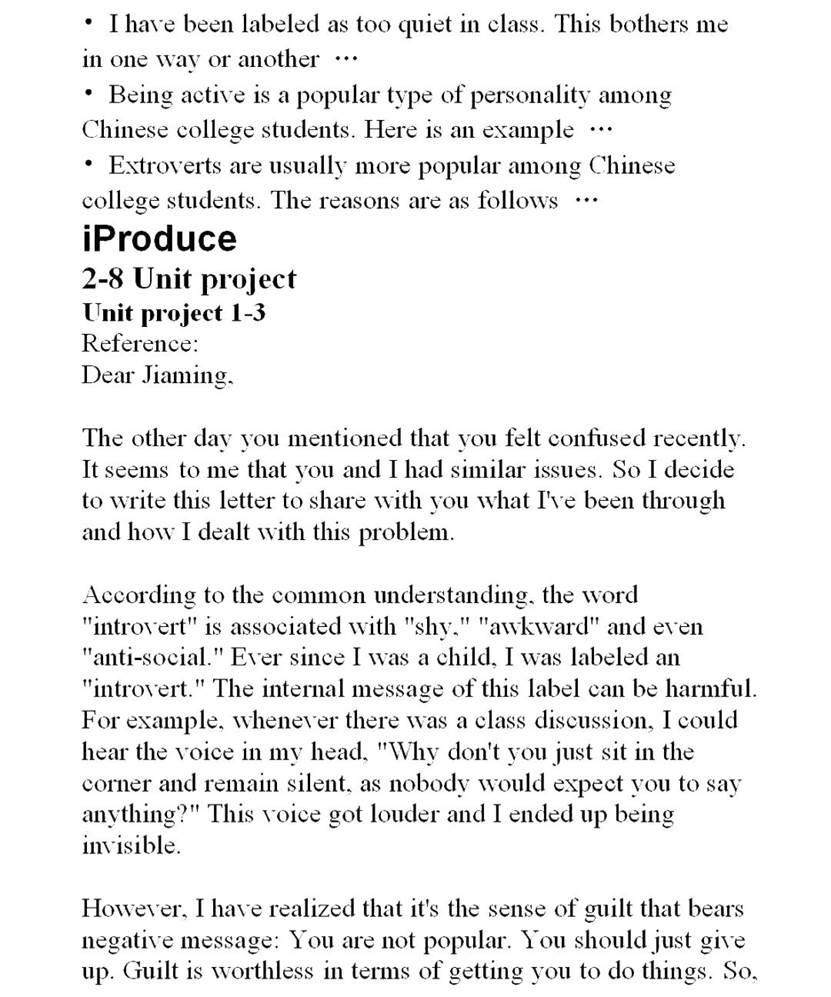 • I have been labeled as too quiet in class. This bothers me
in one way or another …
• Being active is a popular type of personality among
Chinese college students. Here is an example …
• Extroverts are usually more popular among Chinese
college students. The reasons are as follows …
iProduce
2-8 Unit project
Unit project 1-3
Reference:
Dear Jiaming,
The other day you mentioned that you felt confused recently.
It seems to me that you and I had similar issues. So I decide
to write this letter to share with you what I've been through
and how I dealt with this problem.
According to the common understanding, the word
"introvert" is associated with "shy," "awkward" and even
"anti-social." Ever since I was a child, I was labeled an
"introvert." The internal message of this label can be harmful.
For example, whenever there was a class discussion, I could
hear the voice in my head, "Why don't you just sit in the
corner and remain silent, as nobody would expect you to say
anything?" This voice got louder and I ended up being
invisible.
However, I have realized that it's the sense of guilt that bears
negative message: You are not popular. You should just give
up. Guilt is worthless in terms of getting you to do things. So,